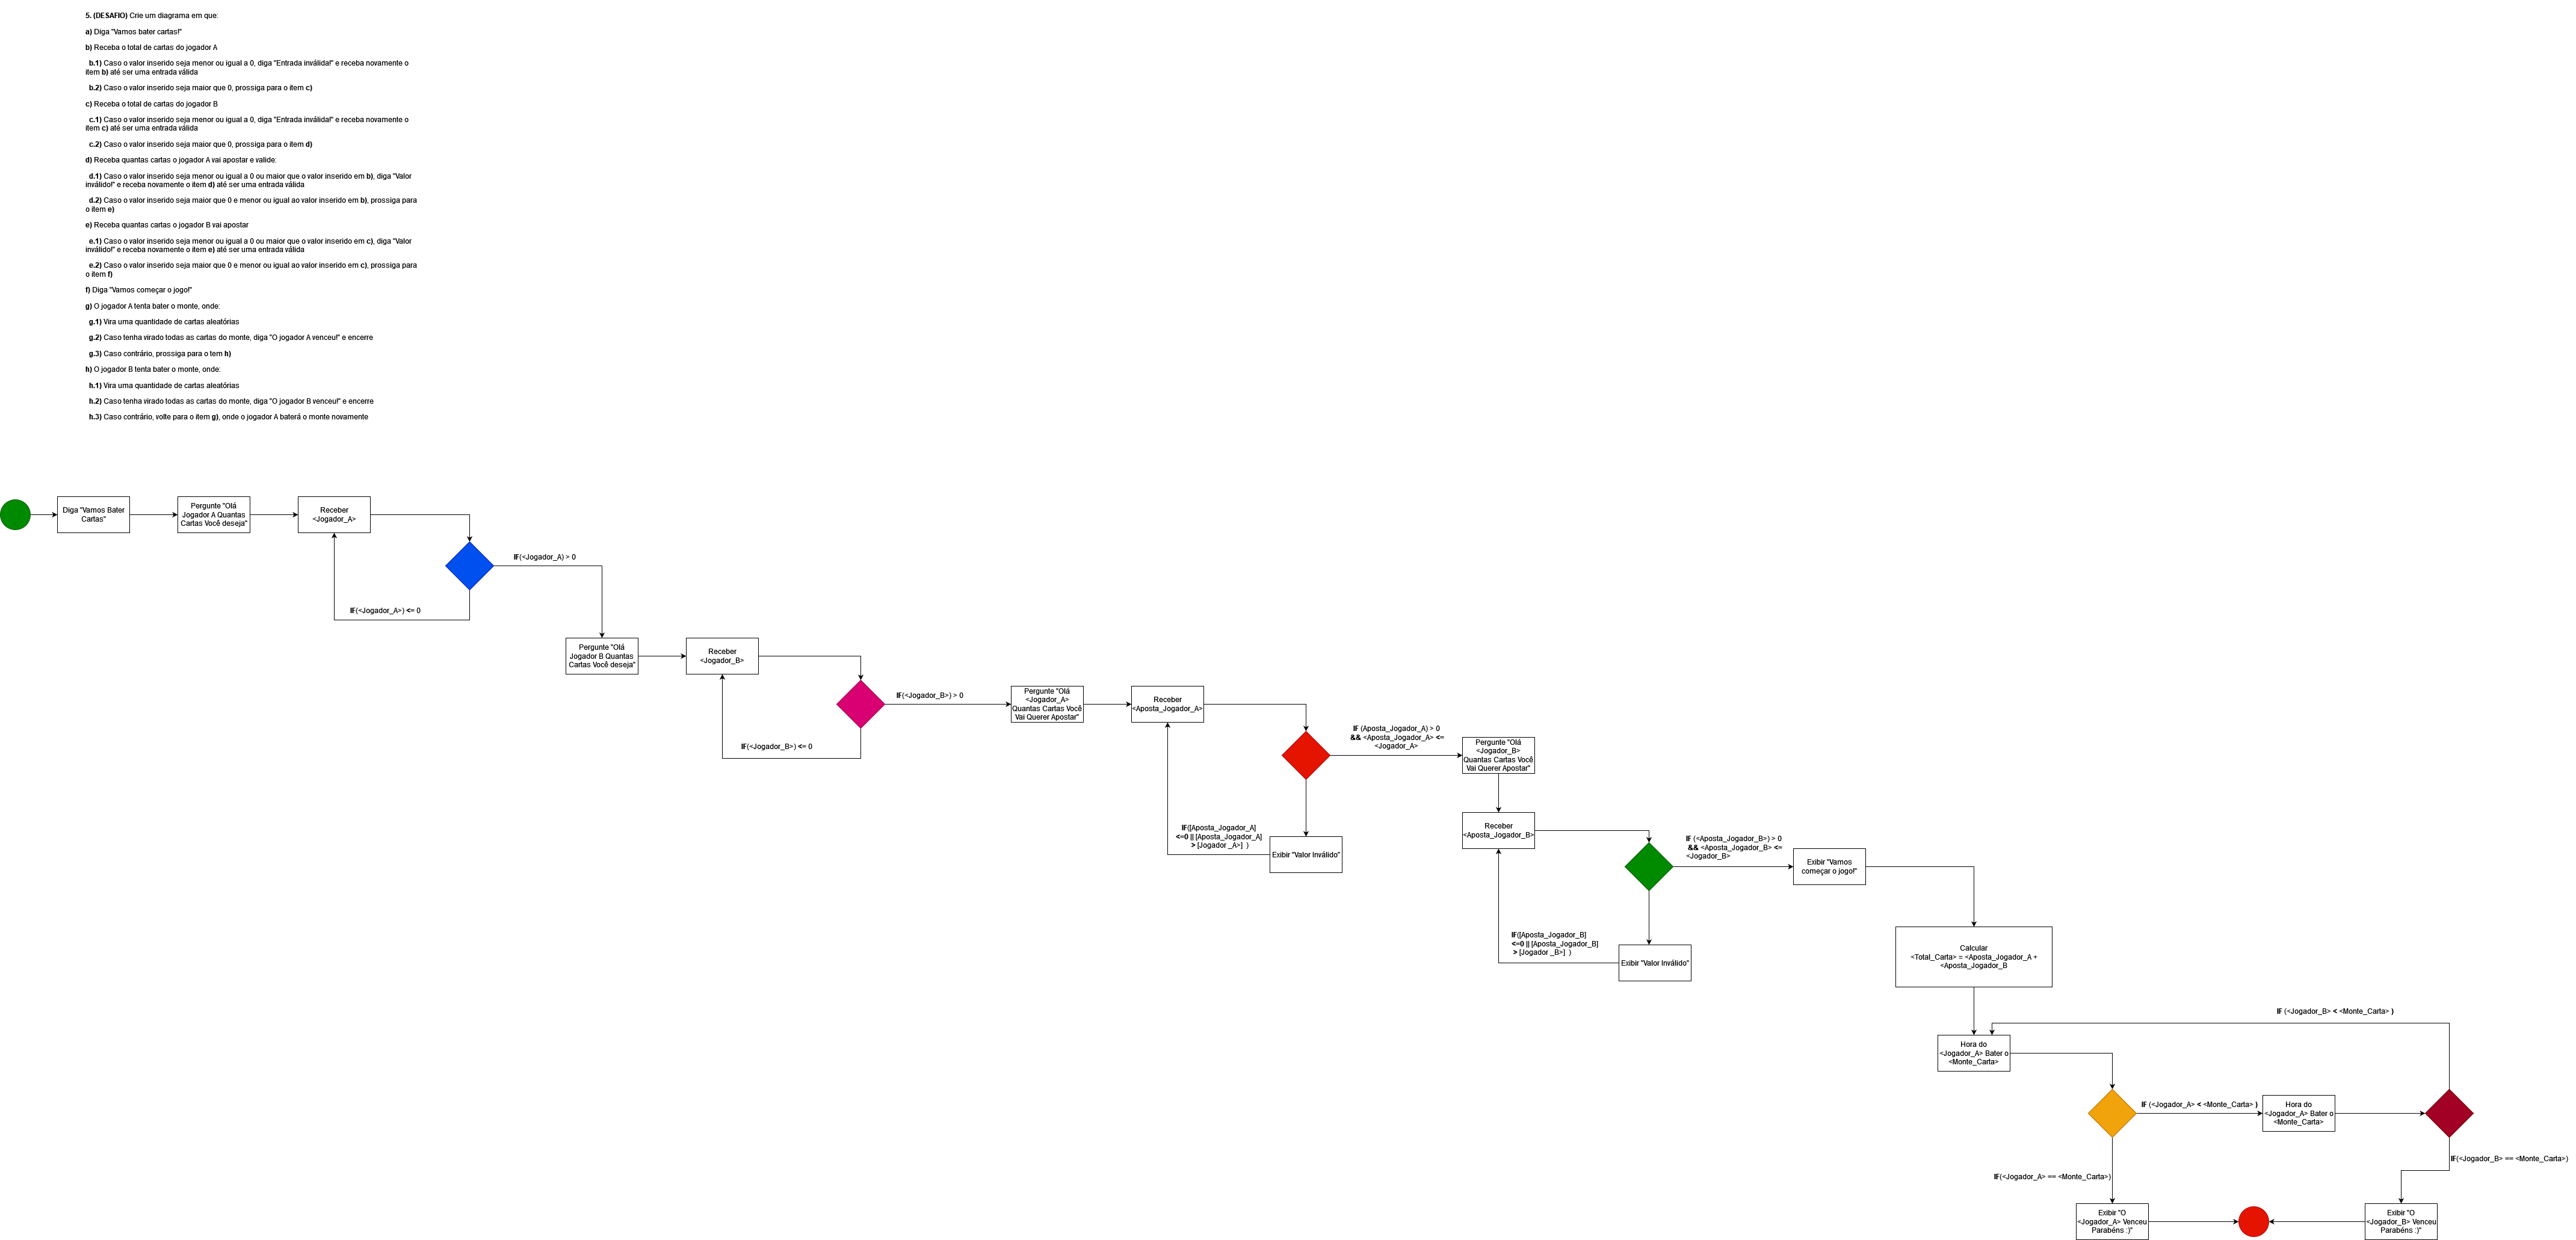 5. (DESAFIO) Crie um diagrama em que:
a) Diga "Vamos bater cartas!"
b) Receba o total de cartas do jogador A
b.1) Caso o valor inserido seja menor ou igual a 0, diga "Entrada inválida!" e receba novamente o
item b) até ser uma entrada válida
b.2) Caso o valor inserido seja maior que 0, prossiga para o item c)
c) Receba o total de cartas do jogador B
c.1) Caso o valor inserido seja menor ou igual a 0, diga "Entrada inválida!" e receba novamente o
item c) até ser uma entrada válida
c.2) Caso o valor inserido seja maior que 0, prossiga para o item d)
d) Receba quantas cartas o jogador A vai apostar e valide:
d.1) Caso o valor inserido seja menor ou igual a 0 ou maior que o valor inserido em b), diga "Valor
inválido!" e receba novamente o item d) até ser uma entrada válida
d.2) Caso o valor inserido seja maior que 0 e menor ou igual ao valor inserido em b), prossiga para
o item e)
e) Receba quantas cartas o jogador B vai apostar
e.1) Caso o valor inserido seja menor ou igual a 0 ou maior que o valor inserido em c), diga "Valor
inválido!" e receba novamente o item e) até ser uma entrada válida
e.2) Caso o valor inserido seja maior que 0 e menor ou igual ao valor inserido em c), prossiga para
o item f)
f) Diga "Vamos começar o jogo!"
g) O jogador A tenta bater o monte, onde:
g.1) Vira uma quantidade de cartas aleatórias
g.2) Caso tenha virado todas as cartas do monte, diga "O jogador A venceu!" e encerre
g.3) Caso contrário, prossiga para o tem h)
h) O jogador B tenta bater o monte, onde:
h.1) Vira uma quantidade de cartas aleatórias
h.2) Caso tenha virado todas as cartas do monte, diga "O jogador B venceu!" e encerre
h.3) Caso contrário, volte para o item g), onde o jogador A baterá o monte novamente
Diga "Vamos Bater
Cartas"
Pergunte "Olá
Jogador A Quantas
Cartas Você deseja"
Receber
<Jogador_A>
IF(<Jogador_A) > 0
IF(<Jogador_A>) <= 0
Pergunte "Olá
Jogador B Quantas
Cartas Você deseja"
Receber
<Jogador_B>
IF(<Jogador_B>) > 0
IF(<Jogador_B>) <= 0
Pergunte "Olá
<Jogador_A>
Quantas Cartas Você
Vai Querer Apostar"
Receber
<Aposta_Jogador_A>
IF (Aposta_Jogador_A) > 0
&& <Aposta_Jogador_A> <=
<Jogador_A>
IF([Aposta_Jogador_A]
<=0 || [Aposta_Jogador_A]
> [Jogador _A>] )
Exibir "Valor Inválido"
Pergunte "Olá
<Jogador_B>
Quantas Cartas Você
Vai Querer Apostar"
Receber
<Aposta_Jogador_B>
IF (<Aposta_Jogador_B>) > 0
&& <Aposta_Jogador_B> <=
<Jogador_B>
IF([Aposta_Jogador_B]
<=0 || [Aposta_Jogador_B]
> [Jogador _B>] )
Exibir "Valor Inválido"
Exibir "Vamos
começar o jogo!"
Calcular
<Total_Carta> = <Aposta_Jogador_A +
<Aposta_Jogador_B
IF (<Jogador_B> < <Monte_Carta> )
Hora do
<Jogador_A> Bater o
<Monte_Carta>
IF (<Jogador_A> < <Monte_Carta> )
Hora do
<Jogador_A> Bater o
<Monte_Carta>
IF(<Jogador_B> == <Monte_Carta>)
IF(<Jogador_A> == <Monte_Carta>)
Exibir "O
<Jogador_A> Venceu
Parabéns :)"
Exibir "O
<Jogador_B> Venceu
Parabéns :)"